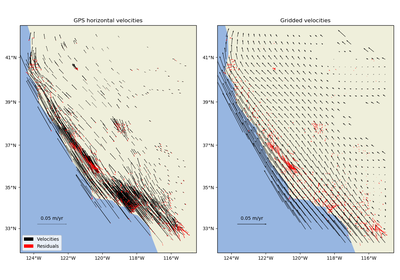 GPS horizontal velocities
Gridded velocities
41°N
39°N
37°N
35°N
33°N
0.05 m/yr
Velocities
Residuals
124°W
122°W
120°W
118°W
116°W
41°N
39°N
37°N
35°N
33°N
0.05 m/yr
124°W
122°W
120°W
118°W
116°W